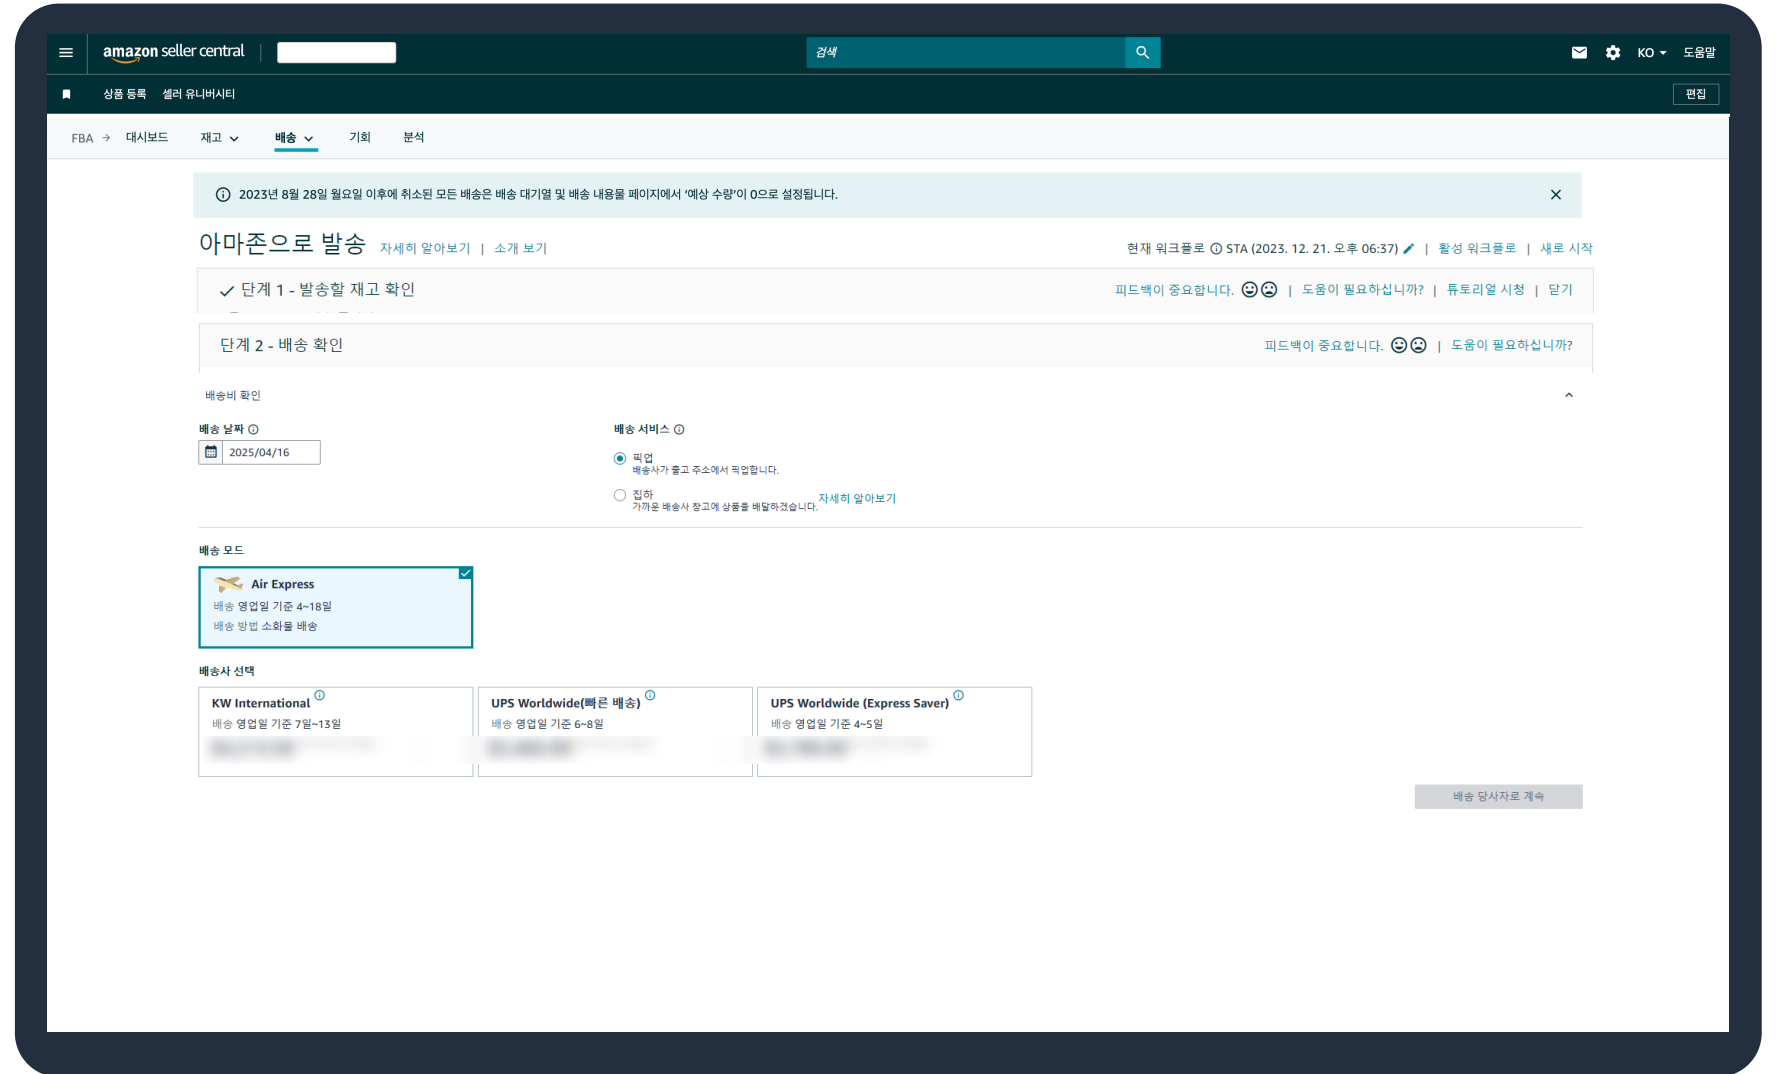 amazon seller central
검색
KO
도움말
상품 등록 셀러 유니버시티
편집
FBA → 대시보드 재고 배송 기회 분석
2023년 8월 28일 월요일 이후에 취소된 모든 배송은 배송 대기열 및 배송 내용물 페이지에서 '예상 수량'이 0으로 설정됩니다.
아마존으로 발송 자세히 알아보기 | 소개 보기
현재 워크플로 STA (2023. 12. 21. 오후 06:37) | 활성 워크플로 | 새로 시작
단계 1 - 발송할 재고 확인
피드백이 중요합니다. | 도움이 필요하십니까? | 튜토리얼 시청 | 닫기
단계 2 - 배송 확인
피드백이 중요합니다. | 도움이 필요하십니까?
배송비 확인
배송 날짜
2025/04/16
배송 서비스
픽업
배송사가 출고 주소에서 픽업합니다.
집하
가까운 배송사 창고에 상품을 배달하겠습니다. 자세히 알아보기
배송 모드
Air Express
배송 영업일 기준 4~18일
배송 방법 소화물 배송
배송사 선택
KW International
배송 영업일 기준 7일~13일
UPS Worldwide(빠른 배송)
배송 영업일 기준 6~8일
UPS Worldwide (Express Saver)
배송 영업일 기준 4~5일
배송 당사자로 계속